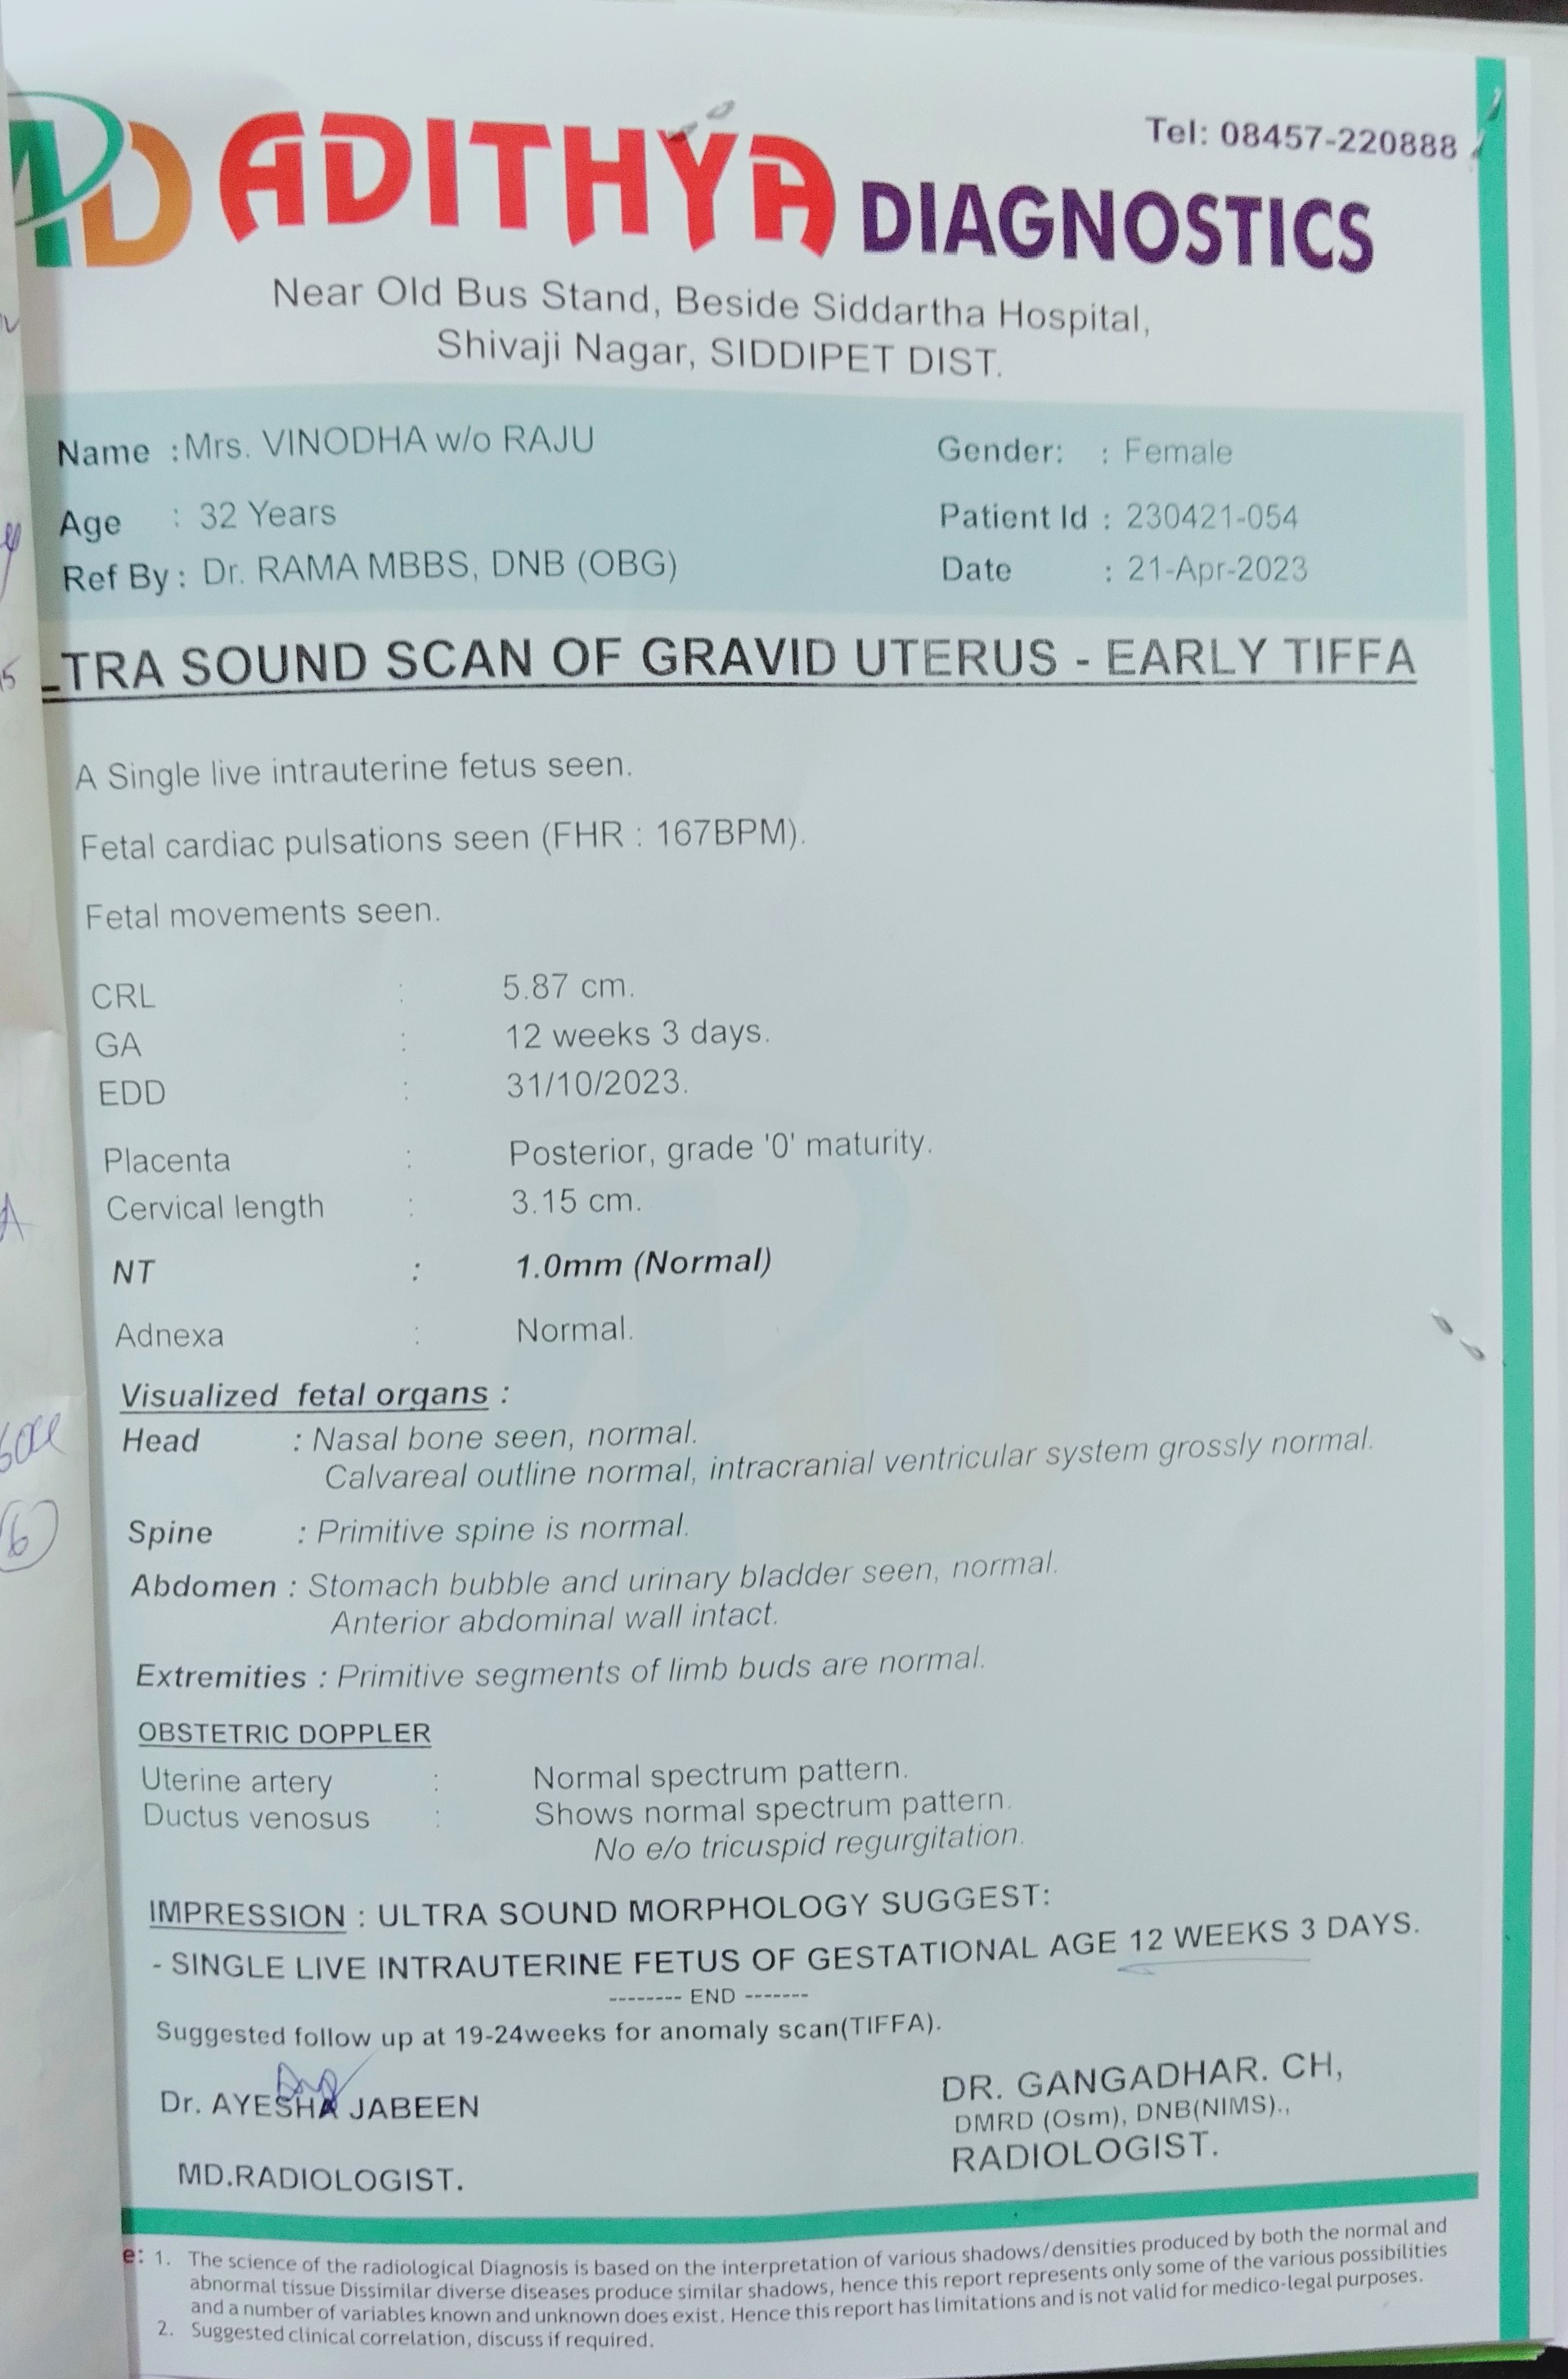 ADITHYA DIAGNOSTICS
Tel: 08457-220888
Near Old Bus Stand, Beside Siddartha Hospital,
Shivaji Nagar, SIDDIPET DIST.
Name : Mrs. VINODHA w/o RAJU
Gender: : Female
Age : 32 Years
Patient Id : 230421-054
Ref By : Dr. RAMA MBBS, DNB (OBG)
Date : 21-Apr-2023
TRA SOUND SCAN OF GRAVID UTERUS - EARLY TIFFA
A Single live intrauterine fetus seen.
Fetal cardiac pulsations seen (FHR : 167BPM).
Fetal movements seen.
CRL : 5.87 cm.
GA : 12 weeks 3 days.
EDD : 31/10/2023.
Placenta : Posterior, grade '0' maturity.
Cervical length : 3.15 cm.
NT : 1.0mm (Normal)
Adnexa : Normal.
Visualized fetal organs :
Head : Nasal bone seen, normal.
Calvareal outline normal, intracranial ventricular system grossly normal.
Spine : Primitive spine is normal.
Abdomen : Stomach bubble and urinary bladder seen, normal.
Anterior abdominal wall intact.
Extremities : Primitive segments of limb buds are normal.
OBSTETRIC DOPPLER
Uterine artery : Normal spectrum pattern.
Ductus venosus : Shows normal spectrum pattern.
No e/o tricuspid regurgitation.
IMPRESSION : ULTRA SOUND MORPHOLOGY SUGGEST:
- SINGLE LIVE INTRAUTERINE FETUS OF GESTATIONAL AGE 12 WEEKS 3 DAYS.
-------- END -------
Suggested follow up at 19-24weeks for anomaly scan(TIFFA).
Dr. AYESHA JABEEN
MD.RADIOLOGIST.
DR. GANGADHAR. CH,
DMRD (Osm), DNB(NIMS).,
RADIOLOGIST.
e: 1. The science of the radiological Diagnosis is based on the interpretation of various shadows/densities produced by both the normal and
abnormal tissue Dissimilar diverse diseases produce similar shadows, hence this report represents only some of the various possibilities
and a number of variables known and unknown does exist. Hence this report has limitations and is not valid for medico-legal purposes.
2. Suggested clinical correlation, discuss if required.